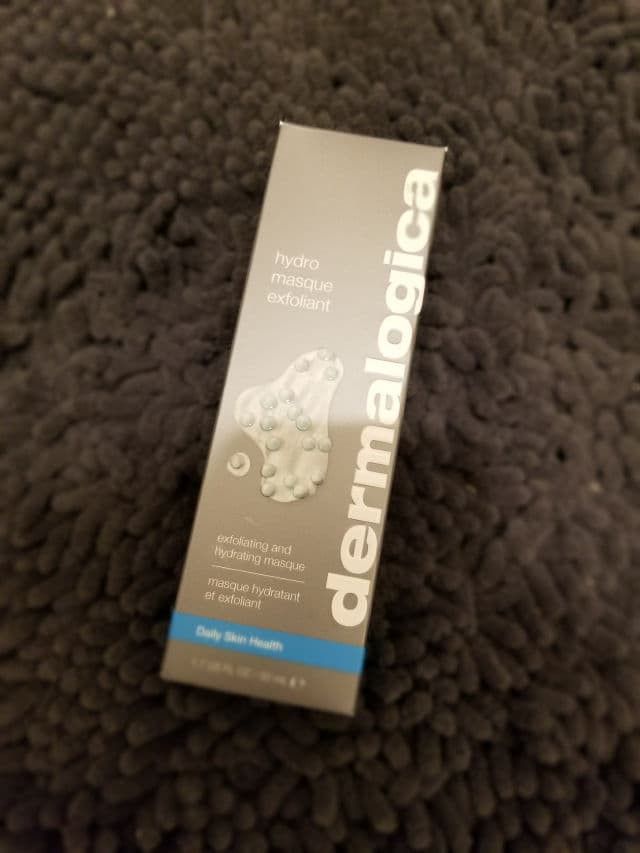 hydro
masque
exfoliant
dermalogica
exfoliating and
hydrating masque
masque hydratant
et exfoliant
Daily Skin Health